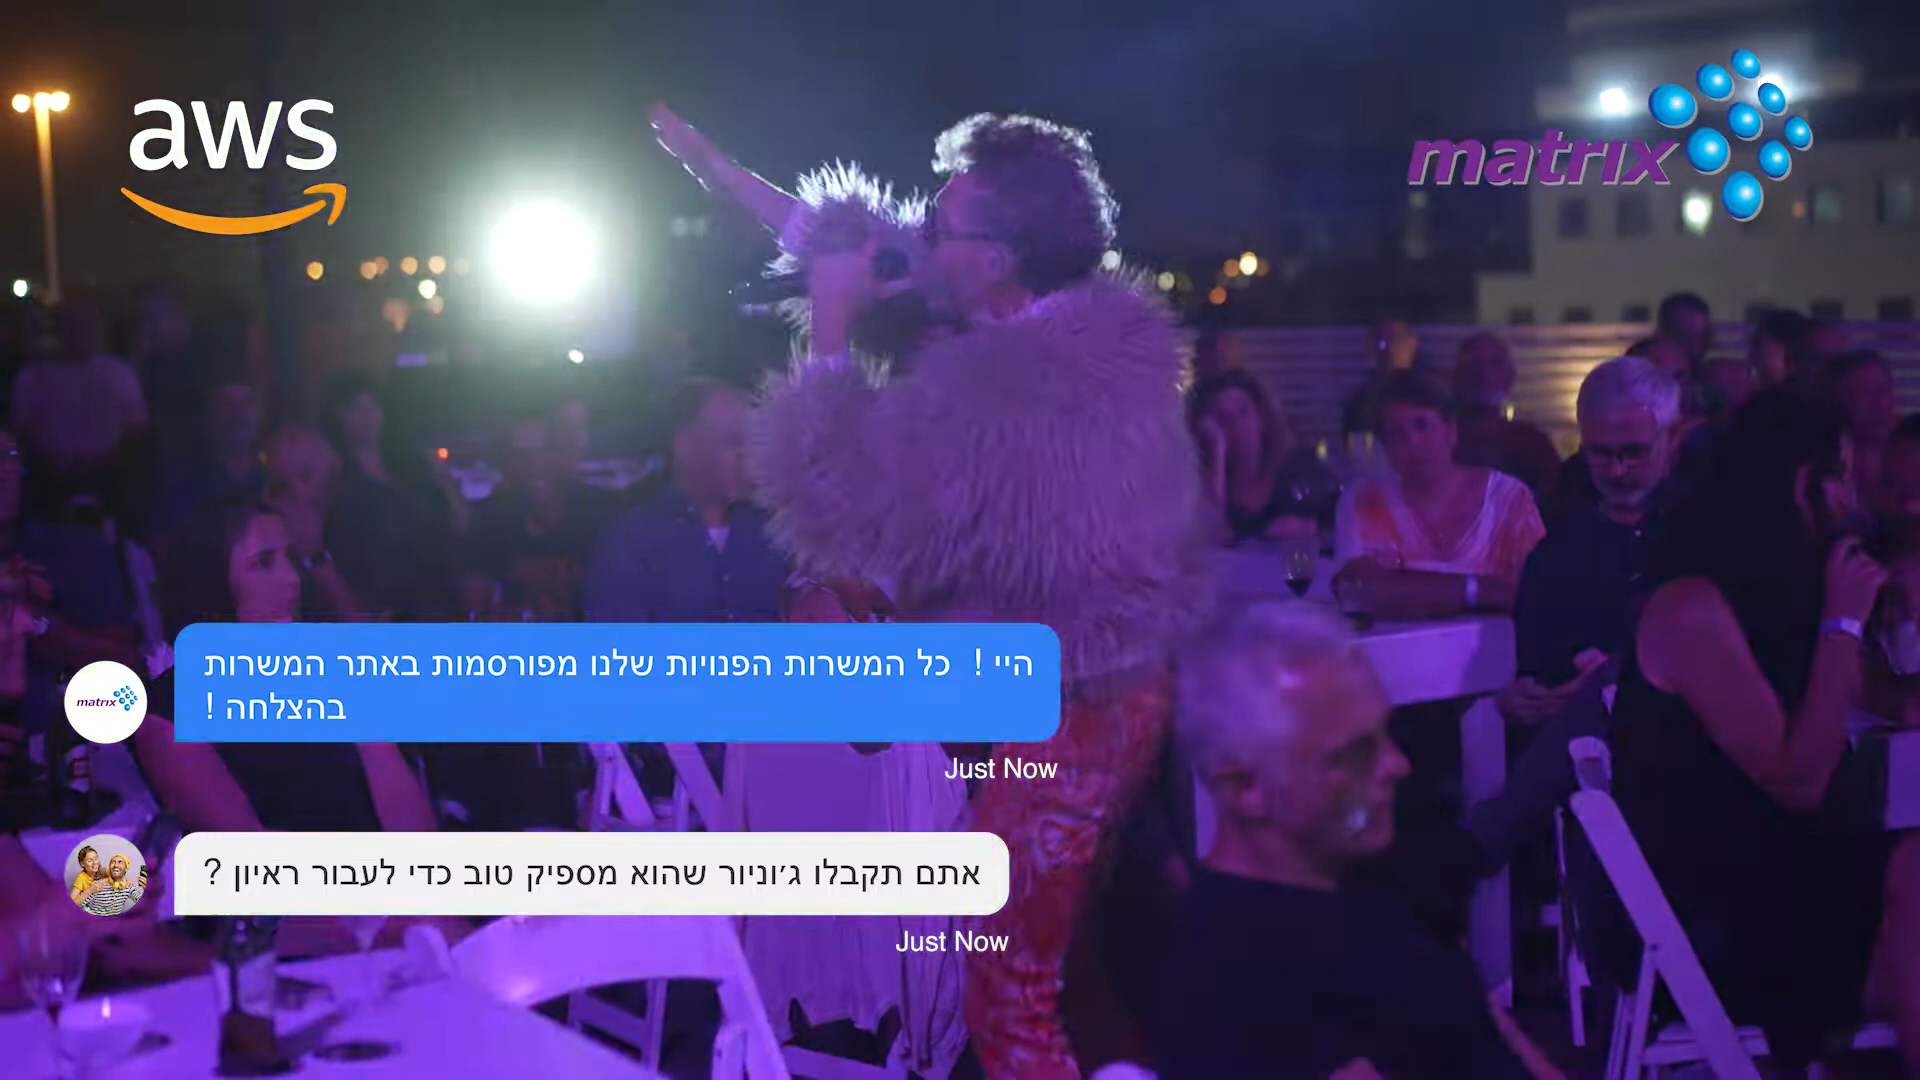 aws
matrix
היי ! כל המשרות הפנויות שלנו מפורסמות באתר המשרות
בהצלחה !
matrix
Just Now
אתם תקבלו ג׳וניור שהוא מספיק טוב כדי לעבור ראיון ?
Just Now